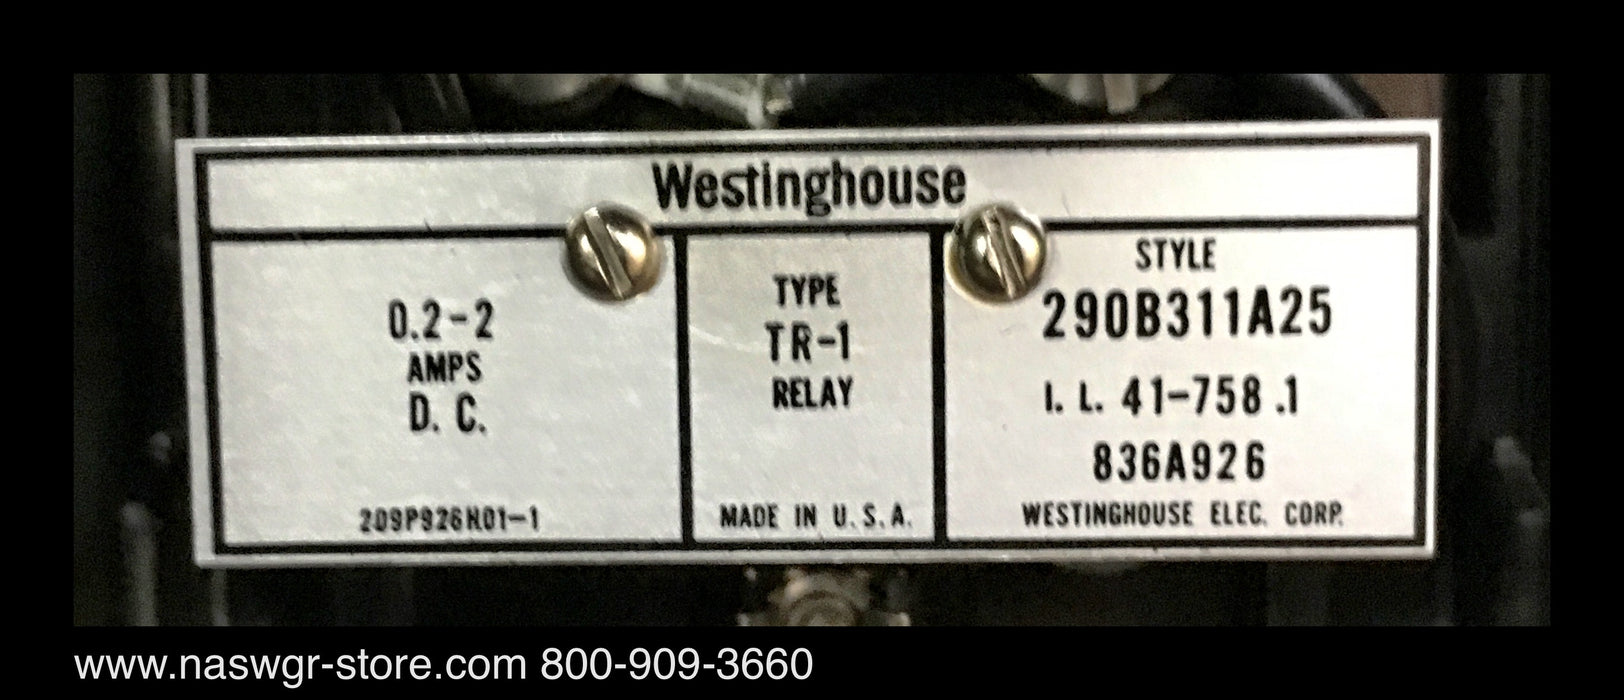 Westinghouse
0.2-2
AMPS
D. C.
209P926H01-1
TYPE
TR-1
RELAY
MADE IN U.S.A.
STYLE
290B311A25
I. L. 41-758 .1
836A926
WESTINGHOUSE ELEC. CORP.
www.naswgr-store.com 800-909-3660